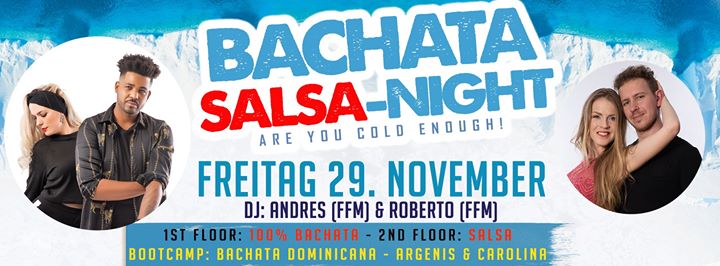 BACHATA
SALSA-NIGHT
ARE YOU COLD ENOUGH!
FREITAG 29. NOVEMBER
DJ: ANDRES (FFM) & ROBERTO (FFM)
1ST FLOOR: 100% BACHATA - 2ND FLOOR: SALSA
BOOTCAMP: BACHATA DOMINICANA - ARGENIS & CAROLINA